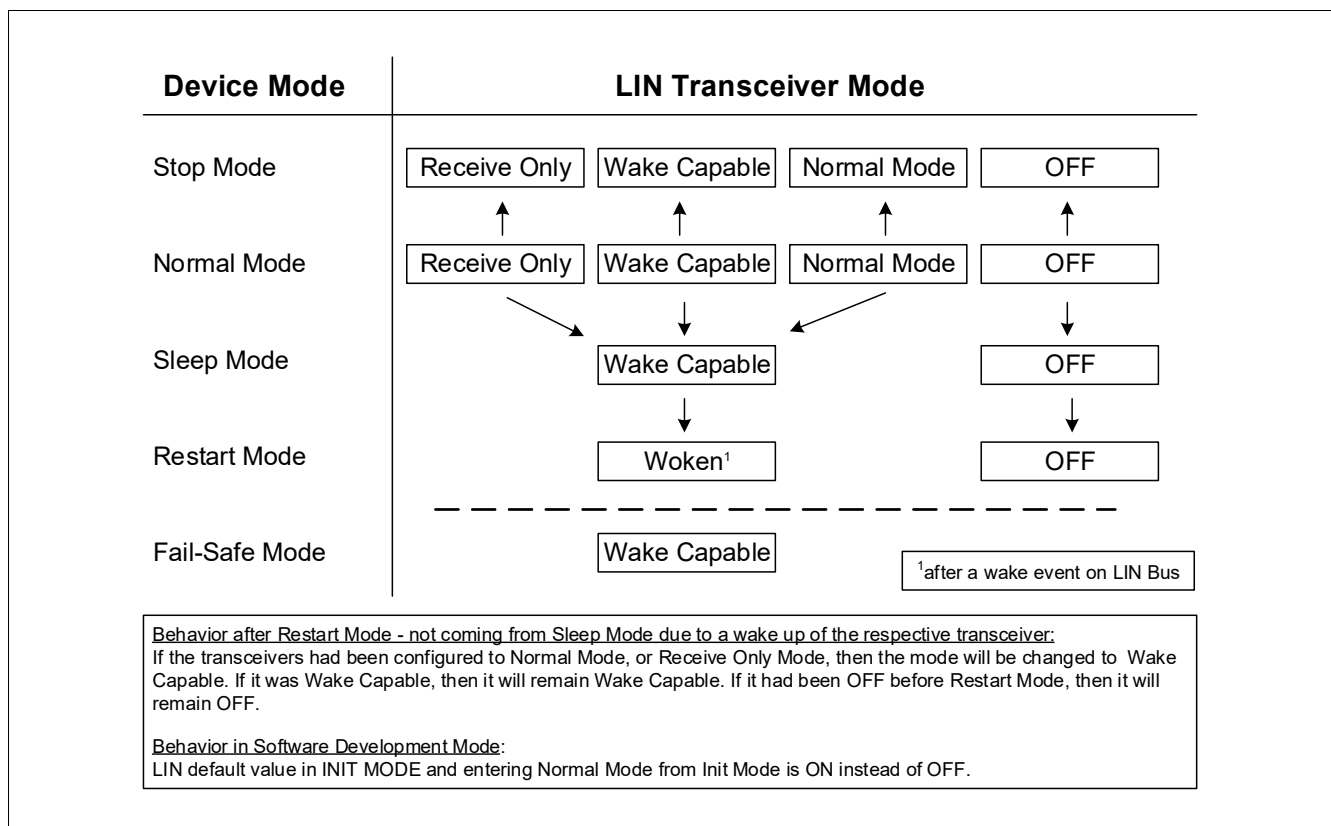 Device Mode LIN Transceiver Mode
Stop Mode Receive Only Wake Capable Normal Mode OFF
Normal Mode Receive Only Wake Capable Normal Mode OFF
Sleep Mode Wake Capable OFF
Restart Mode Woken¹ OFF
Fail-Safe Mode Wake Capable
¹after a wake event on LIN Bus
Behavior after Restart Mode - not coming from Sleep Mode due to a wake up of the respective transceiver:
If the transceivers had been configured to Normal Mode, or Receive Only Mode, then the mode will be changed to Wake
Capable. If it was Wake Capable, then it will remain Wake Capable. If it had been OFF before Restart Mode, then it will
remain OFF.
Behavior in Software Development Mode:
LIN default value in INIT MODE and entering Normal Mode from Init Mode is ON instead of OFF.